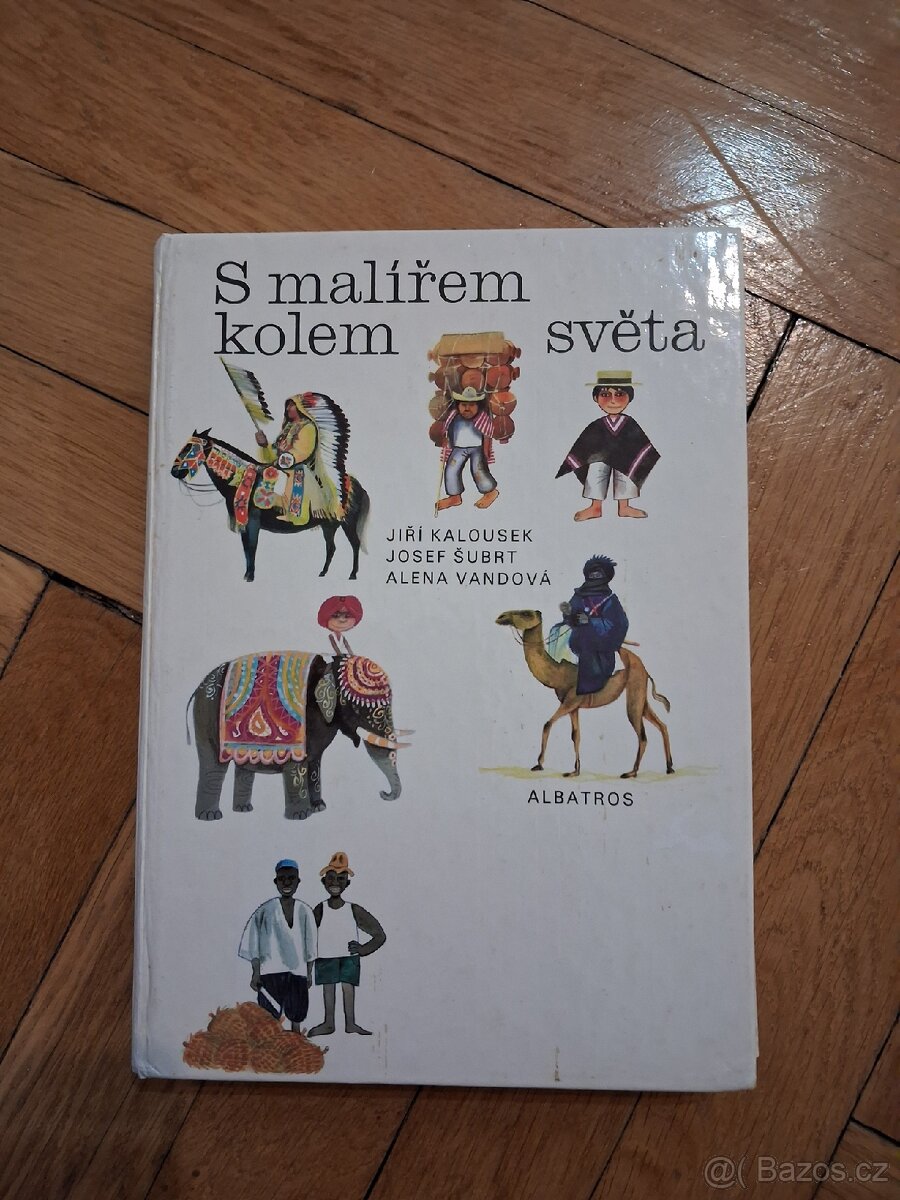 S malířem
kolem světa
JIŘÍ KALOUSEK
JOSEF ŠUBRT
ALENA VANDOVÁ
ALBATROS
@( Bazos.cz